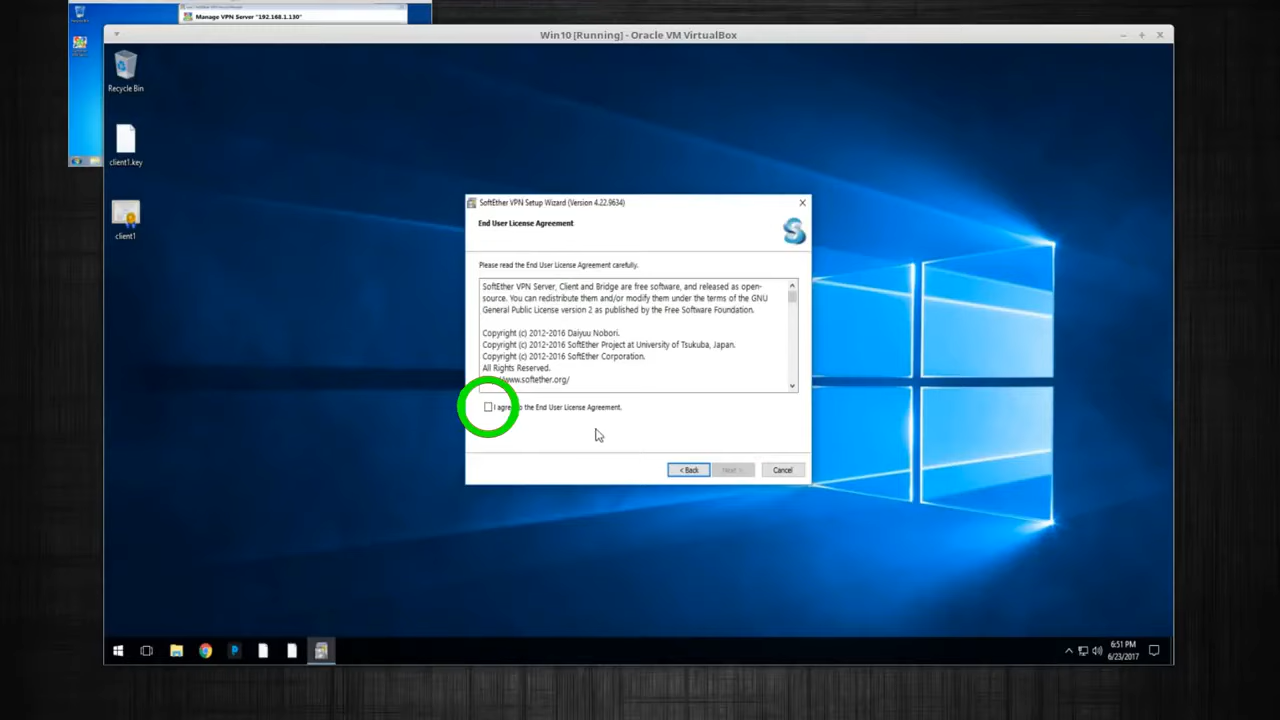 Manage VPN Server "192.168.1.130"
Win10 [Running] - Oracle VM VirtualBox
Recycle Bin
client1.key
client1
SoftEther VPN Setup Wizard (Version 4.22.9634)
End User License Agreement
Please read the End User License Agreement carefully.
SoftEther VPN Server, Client and Bridge are free software, and released as open-
source. You can redistribute them and/or modify them under the terms of the GNU
General Public License version 2 as published by the Free Software Foundation.
Copyright (c) 2012-2016 Daiyuu Nobori.
Copyright (c) 2012-2016 SoftEther Project at University of Tsukuba, Japan.
Copyright (c) 2012-2016 SoftEther Corporation.
All Rights Reserved.
www.softether.org/
I agree to the End User License Agreement.
< Back
Next >
Cancel
6:51 PM
6/23/2017